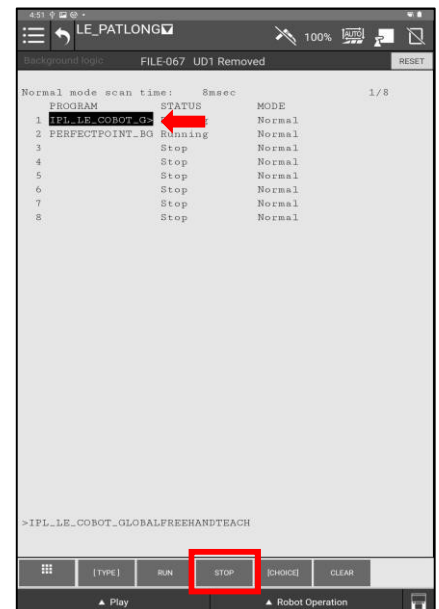 4:51
LE_PATLONG
100% AUTO
Background logic FILE-067 UD1 Removed RESET
Normal mode scan time: 8msec 1/8
PROGRAM STATUS MODE
1 IPL_LE_COBOT_G> Normal
2 PERFECTPOINT_BG Running Normal
3 Stop Normal
4 Stop Normal
5 Stop Normal
6 Stop Normal
7 Stop Normal
8 Stop Normal
>IPL_LE_COBOT_GLOBALFREEHANDTEACH
[TYPE] RUN STOP [CHOICE] CLEAR
▲ Play ▲ Robot Operation